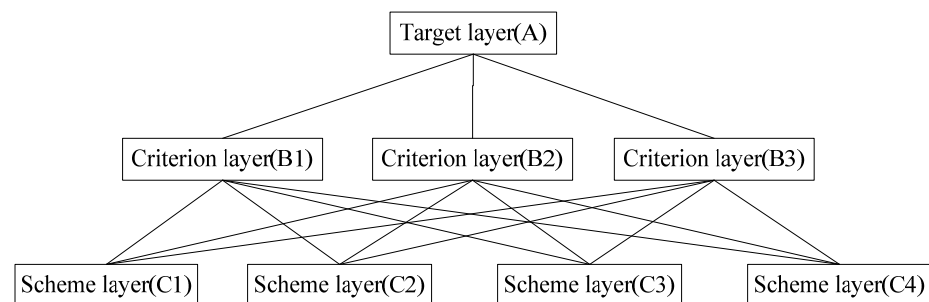 Target layer(A)
Criterion layer(B1)
Criterion layer(B2)
Criterion layer(B3)
Scheme layer(C1)
Scheme layer(C2)
Scheme layer(C3)
Scheme layer(C4)